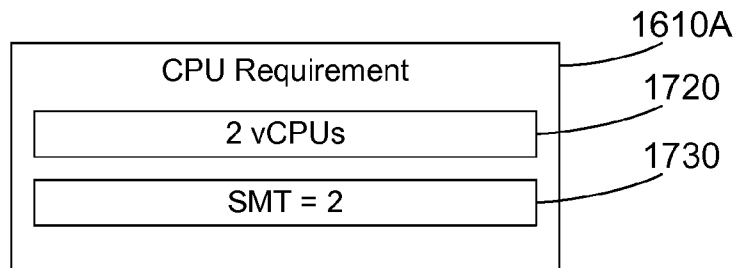 1610A
CPU Requirement
1720
2 vCPUs
1730
SMT = 2